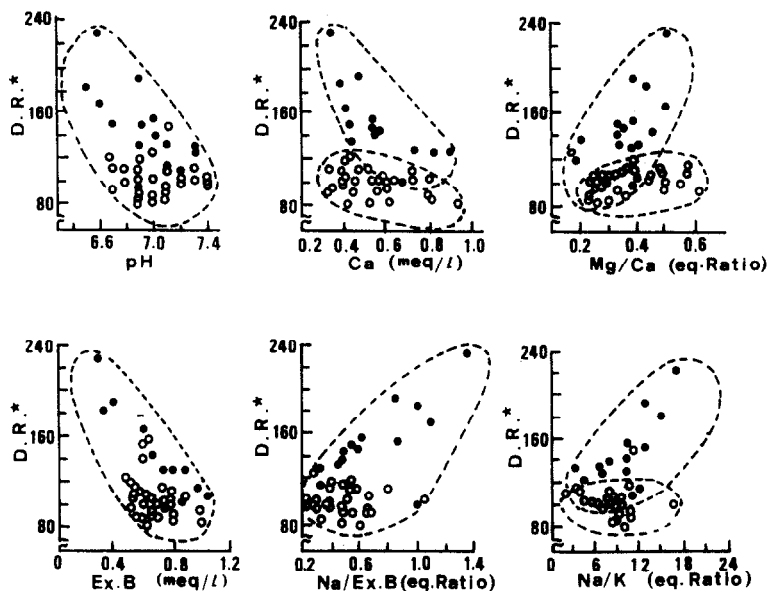 240
160
80
D.R.*
6.6 7.0 7.4
pH
240
160
80
D.R.*
0.2 0.4 0.6 0.8 1.0
Ca (meq/l)
240
160
80
D.R.*
0.2 0.4 0.6
Mg/Ca (eq.Ratio)
240
160
80
D.R.*
0 0.4 0.8 1.2
Ex.B (meq/l)
240
160
80
D.R.*
0.2 0.6 1.0 1.4
Na/Ex.B(eq.Ratio)
240
160
80
D.R.*
0 6 12 18 24
Na/K (eq.Ratio)